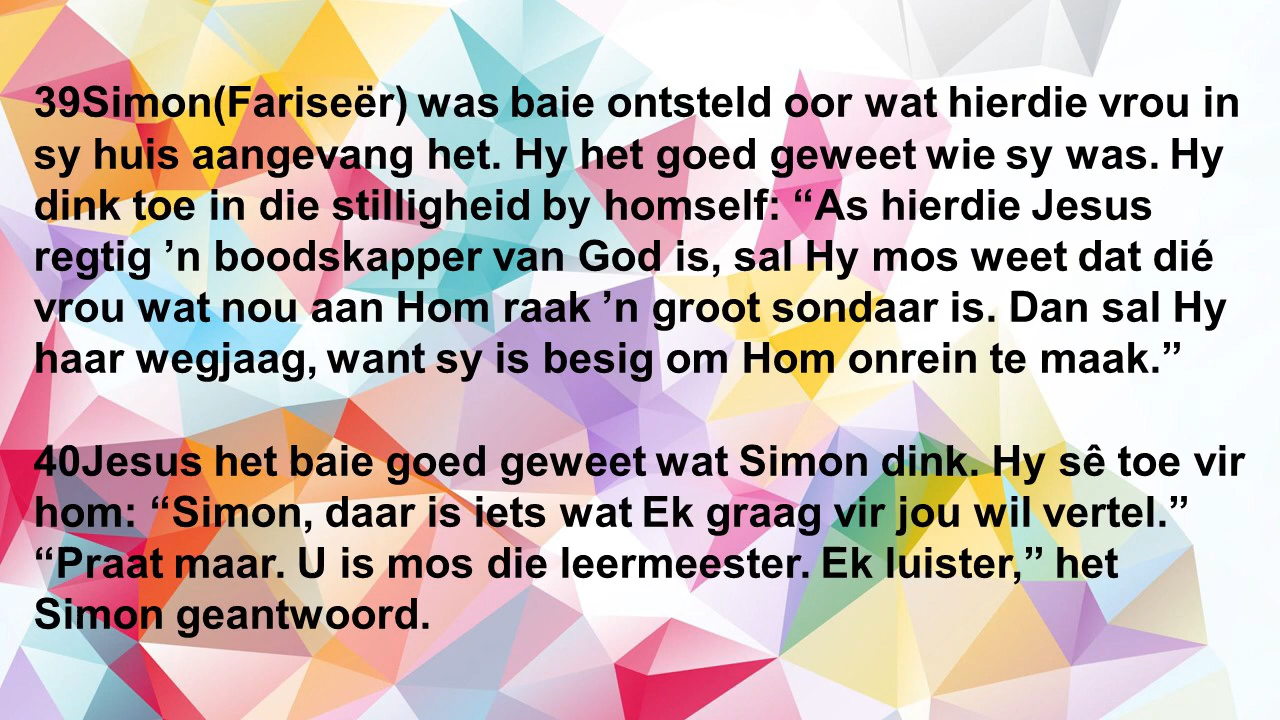 39Simon(Fariseër) was baie ontsteld oor wat hierdie vrou in
sy huis aangevang het. Hy het goed geweet wie sy was. Hy
dink toe in die stilligheid by homself: “As hierdie Jesus
regtig ’n boodskapper van God is, sal Hy mos weet dat dié
vrou wat nou aan Hom raak ’n groot sondaar is. Dan sal Hy
haar wegjaag, want sy is besig om Hom onrein te maak.”
40Jesus het baie goed geweet wat Simon dink. Hy sê toe vir
hom: “Simon, daar is iets wat Ek graag vir jou wil vertel.”
“Praat maar. U is mos die leermeester. Ek luister,” het
Simon geantwoord.